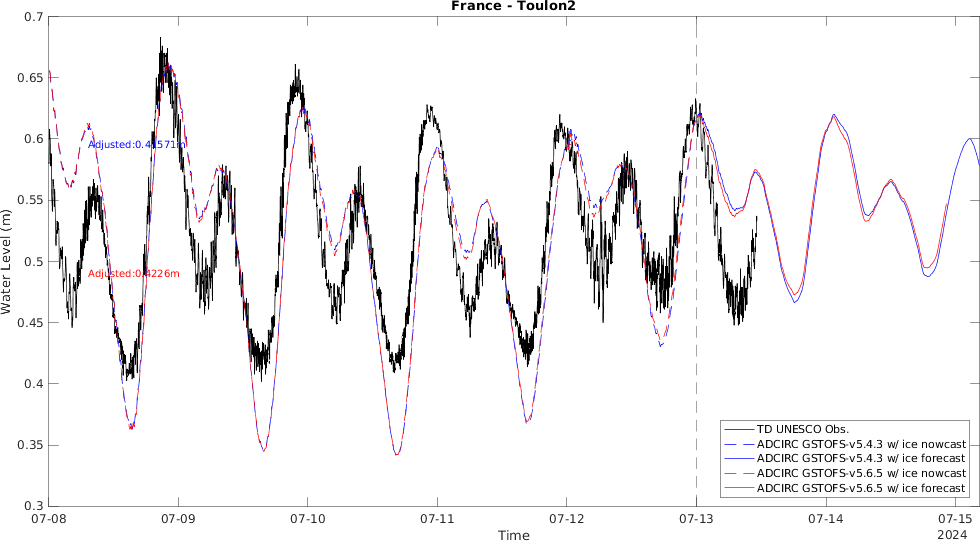 France - Toulon2
Water Level (m)
0.7
0.65
0.6
0.55
0.5
0.45
0.4
0.35
0.3
Adjusted:0.41571m
Adjusted:0.4226m
TD UNESCO Obs.
ADCIRC GSTOFS-v5.4.3 w/ ice nowcast
ADCIRC GSTOFS-v5.4.3 w/ ice forecast
ADCIRC GSTOFS-v5.6.5 w/ ice nowcast
ADCIRC GSTOFS-v5.6.5 w/ ice forecast
07-08 07-09 07-10 07-11 07-12 07-13 07-14 07-15
Time
2024